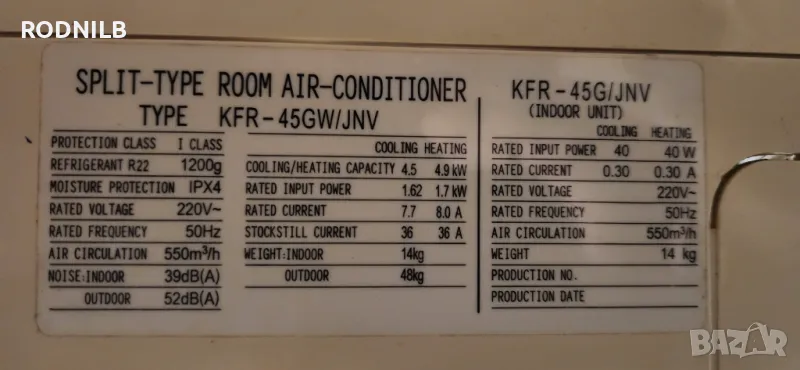 RODNILB
SPLIT-TYPE ROOM AIR-CONDITIONER
TYPE KFR-45GW/JNV
PROTECTION CLASS I CLASS
REFRIGERANT R22 1200g
MOISTURE PROTECTION IPX4
RATED VOLTAGE 220V~
RATED FREQUENCY 50Hz
AIR CIRCULATION 550m³/h
NOISE:INDOOR 39dB(A)
OUTDOOR 52dB(A)
COOLING HEATING
COOLING/HEATING CAPACITY 4.5 4.9 kW
RATED INPUT POWER 1.62 1.7 kW
RATED CURRENT 7.7 8.0 A
STOCKSTILL CURRENT 36 36 A
WEIGHT:INDOOR 14kg
OUTDOOR 48kg
KFR-45G/JNV
(INDOOR UNIT)
COOLING HEATING
RATED INPUT POWER 40 40 W
RATED CURRENT 0.30 0.30 A
RATED VOLTAGE 220V~
RATED FREQUENCY 50Hz
AIR CIRCULATION 550m³/h
WEIGHT 14 kg
PRODUCTION NO.
PRODUCTION DATE
BAZAR